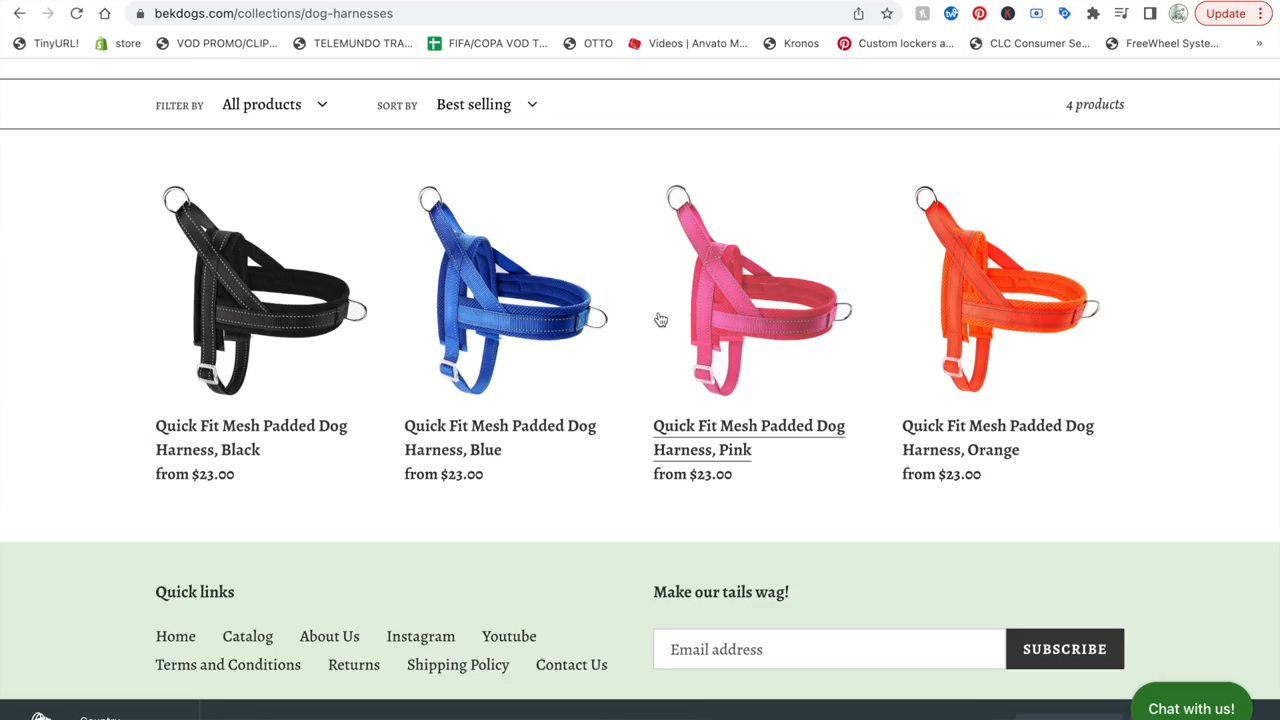 bekdogs.com/collections/dog-harnesses
Update
TinyURL!
store
VOD PROMO/CLIP...
TELEMUNDO TRA...
FIFA/COPA VOD T...
OTTO
Videos | Anvato M...
Kronos
Custom lockers a...
CLC Consumer Se...
FreeWheel Syste...
»
FILTER BY
All products
SORT BY
Best selling
4 products
Quick Fit Mesh Padded Dog
Harness, Black
from $23.00
Quick Fit Mesh Padded Dog
Harness, Blue
from $23.00
Quick Fit Mesh Padded Dog
Harness, Pink
from $23.00
Quick Fit Mesh Padded Dog
Harness, Orange
from $23.00
Quick links
Home Catalog About Us Instagram Youtube
Terms and Conditions Returns Shipping Policy Contact Us
Make our tails wag!
Email address
SUBSCRIBE
Chat with us!
Country